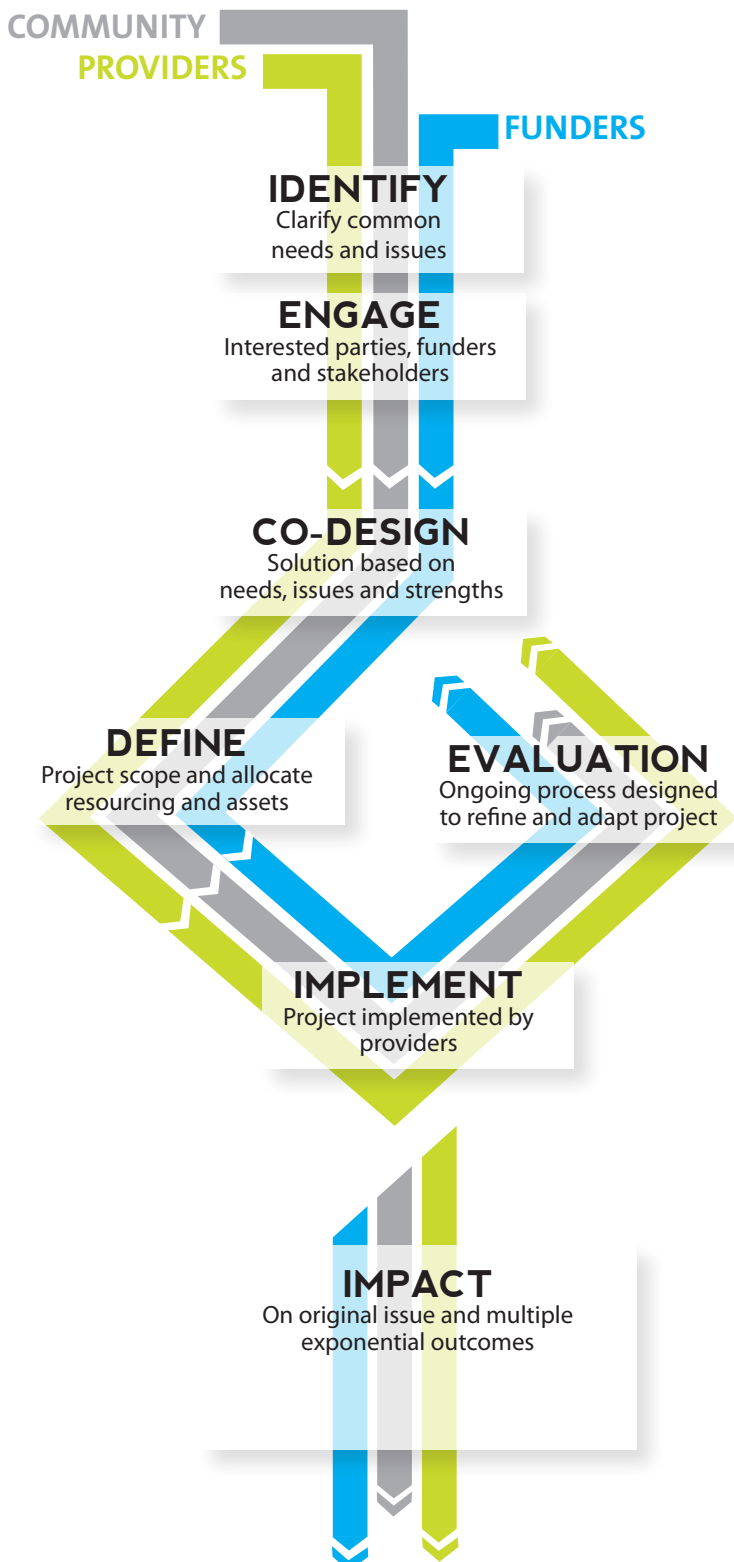 COMMUNITY
PROVIDERS
FUNDERS
IDENTIFY
Clarify common
needs and issues
ENGAGE
Interested parties, funders
and stakeholders
CO-DESIGN
Solution based on
needs, issues and strengths
DEFINE
Project scope and allocate
resourcing and assets
EVALUATION
Ongoing process designed
to refine and adapt project
IMPLEMENT
Project implemented by
providers
IMPACT
On original issue and multiple
exponential outcomes